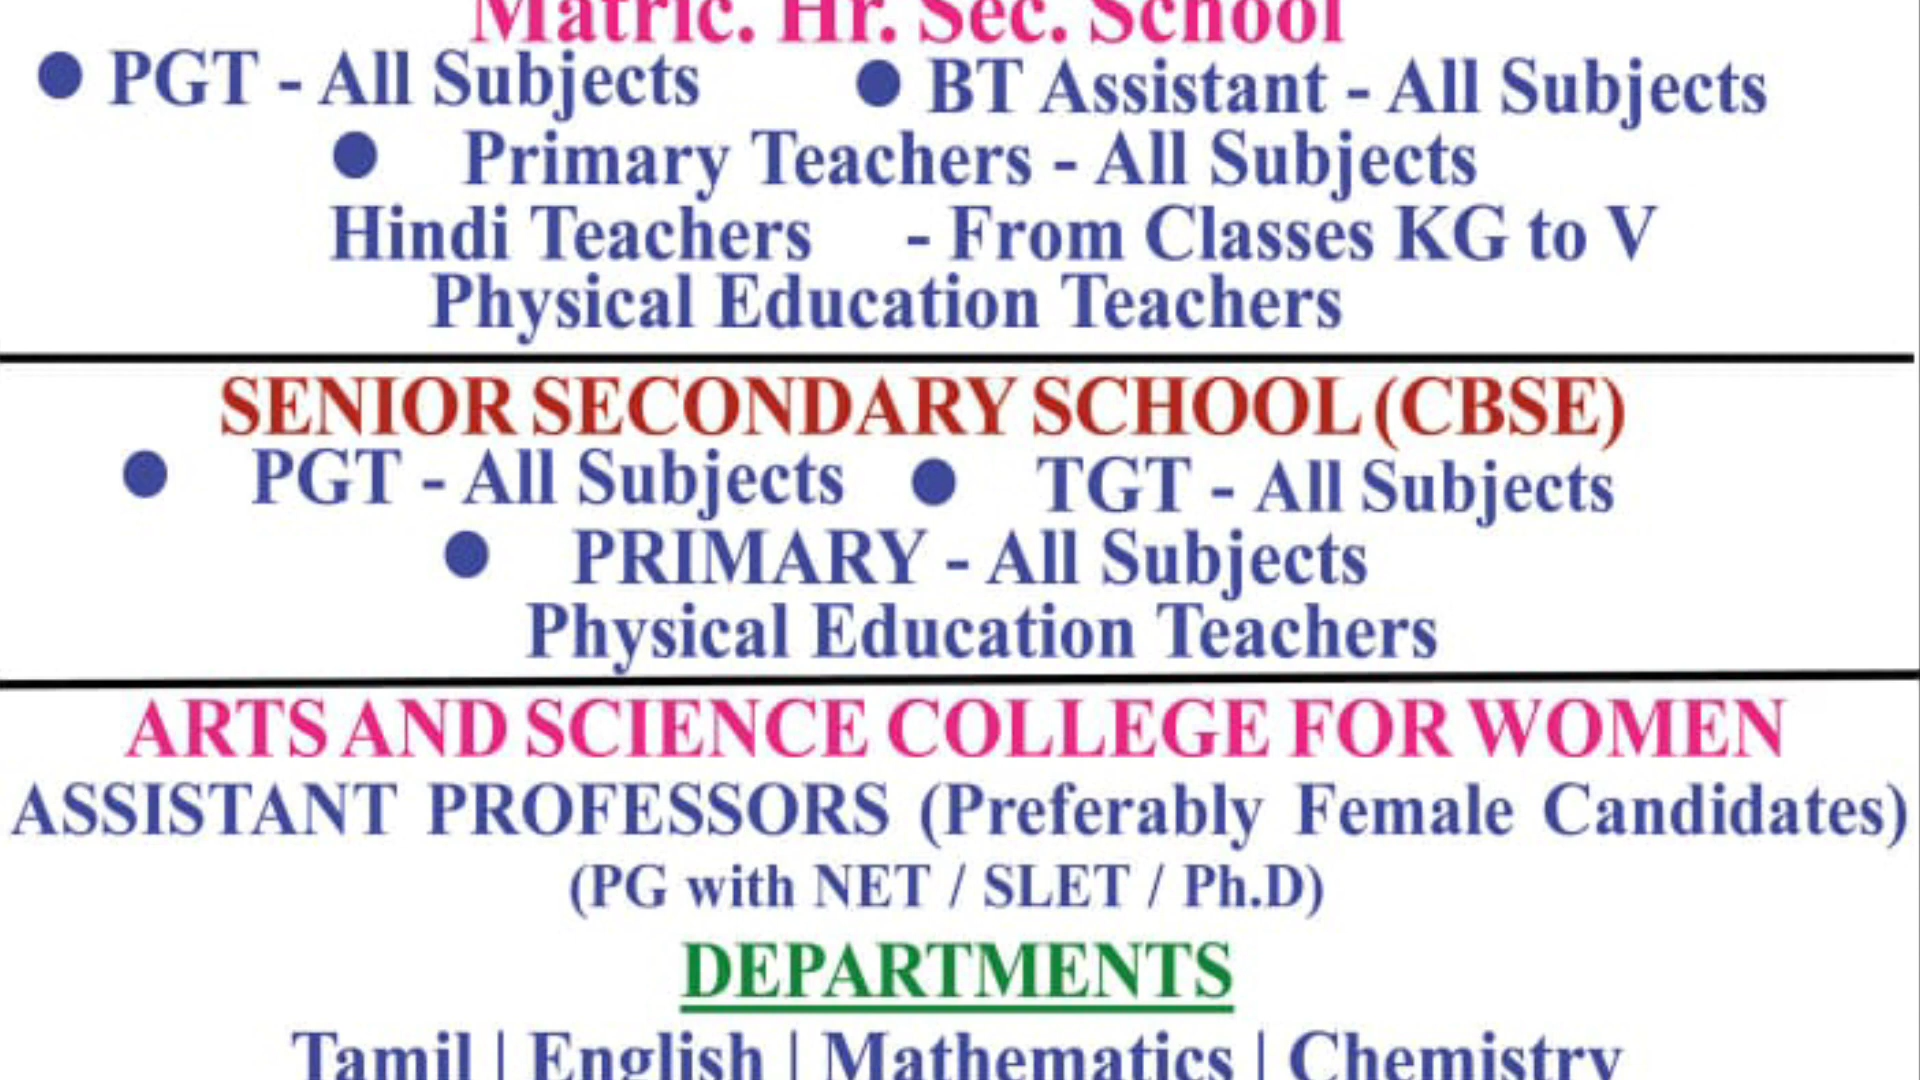 Matric. Hr. Sec. School
● PGT - All Subjects ● BT Assistant - All Subjects
● Primary Teachers - All Subjects
Hindi Teachers - From Classes KG to V
Physical Education Teachers
SENIOR SECONDARY SCHOOL (CBSE)
● PGT - All Subjects ● TGT - All Subjects
● PRIMARY - All Subjects
Physical Education Teachers
ARTS AND SCIENCE COLLEGE FOR WOMEN
ASSISTANT PROFESSORS (Preferably Female Candidates)
(PG with NET / SLET / Ph.D)
DEPARTMENTS
Tamil | English | Mathematics | Chemistry